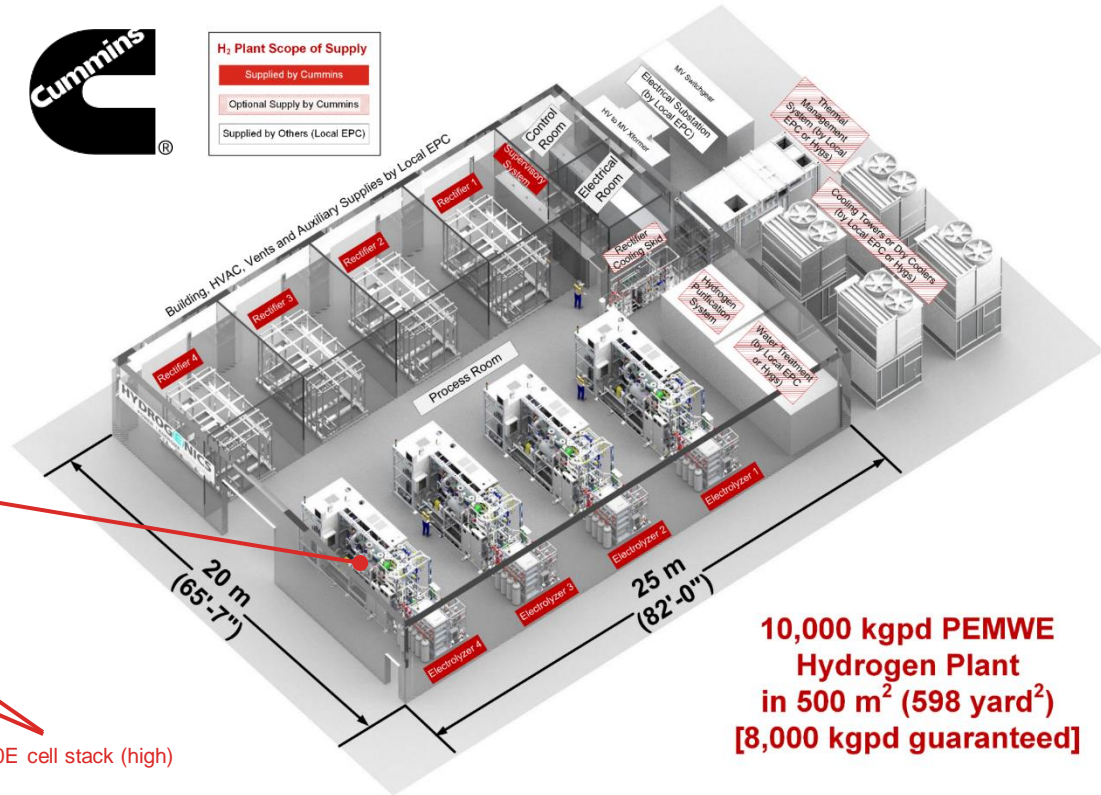 Cummins
®
H₂ Plant Scope of Supply
Supplied by Cummins
Optional Supply by Cummins
Supplied by Others (Local EPC)
Building, HVAC, Vents and Auxiliary Supplies by Local EPC
Rectifier 1
Rectifier 2
Rectifier 3
Rectifier 4
Supervisory
System
Control
Room
Electrical
Room
HV to MV Xformer
Electrical Substation
(by Local EPC)
MV Switchgear
Thermal
Management
System (by Local
EPC or Hygs)
Cooling Towers or Dry Coolers
(by Local EPC or Hygs)
Rectifier
Cooling Skid
Hydrogen
Purification
System
Water Treatment
(by Local EPC
or Hygs)
Process Room
HYDROGENICS
Electrolyzer 1
Electrolyzer 2
Electrolyzer 3
Electrolyzer 4
20 m
(65'-7")
25 m
(82'-0")
10,000 kgpd PEMWE
Hydrogen Plant
in 500 m² (598 yard²)
[8,000 kgpd guaranteed]
0E cell stack (high)